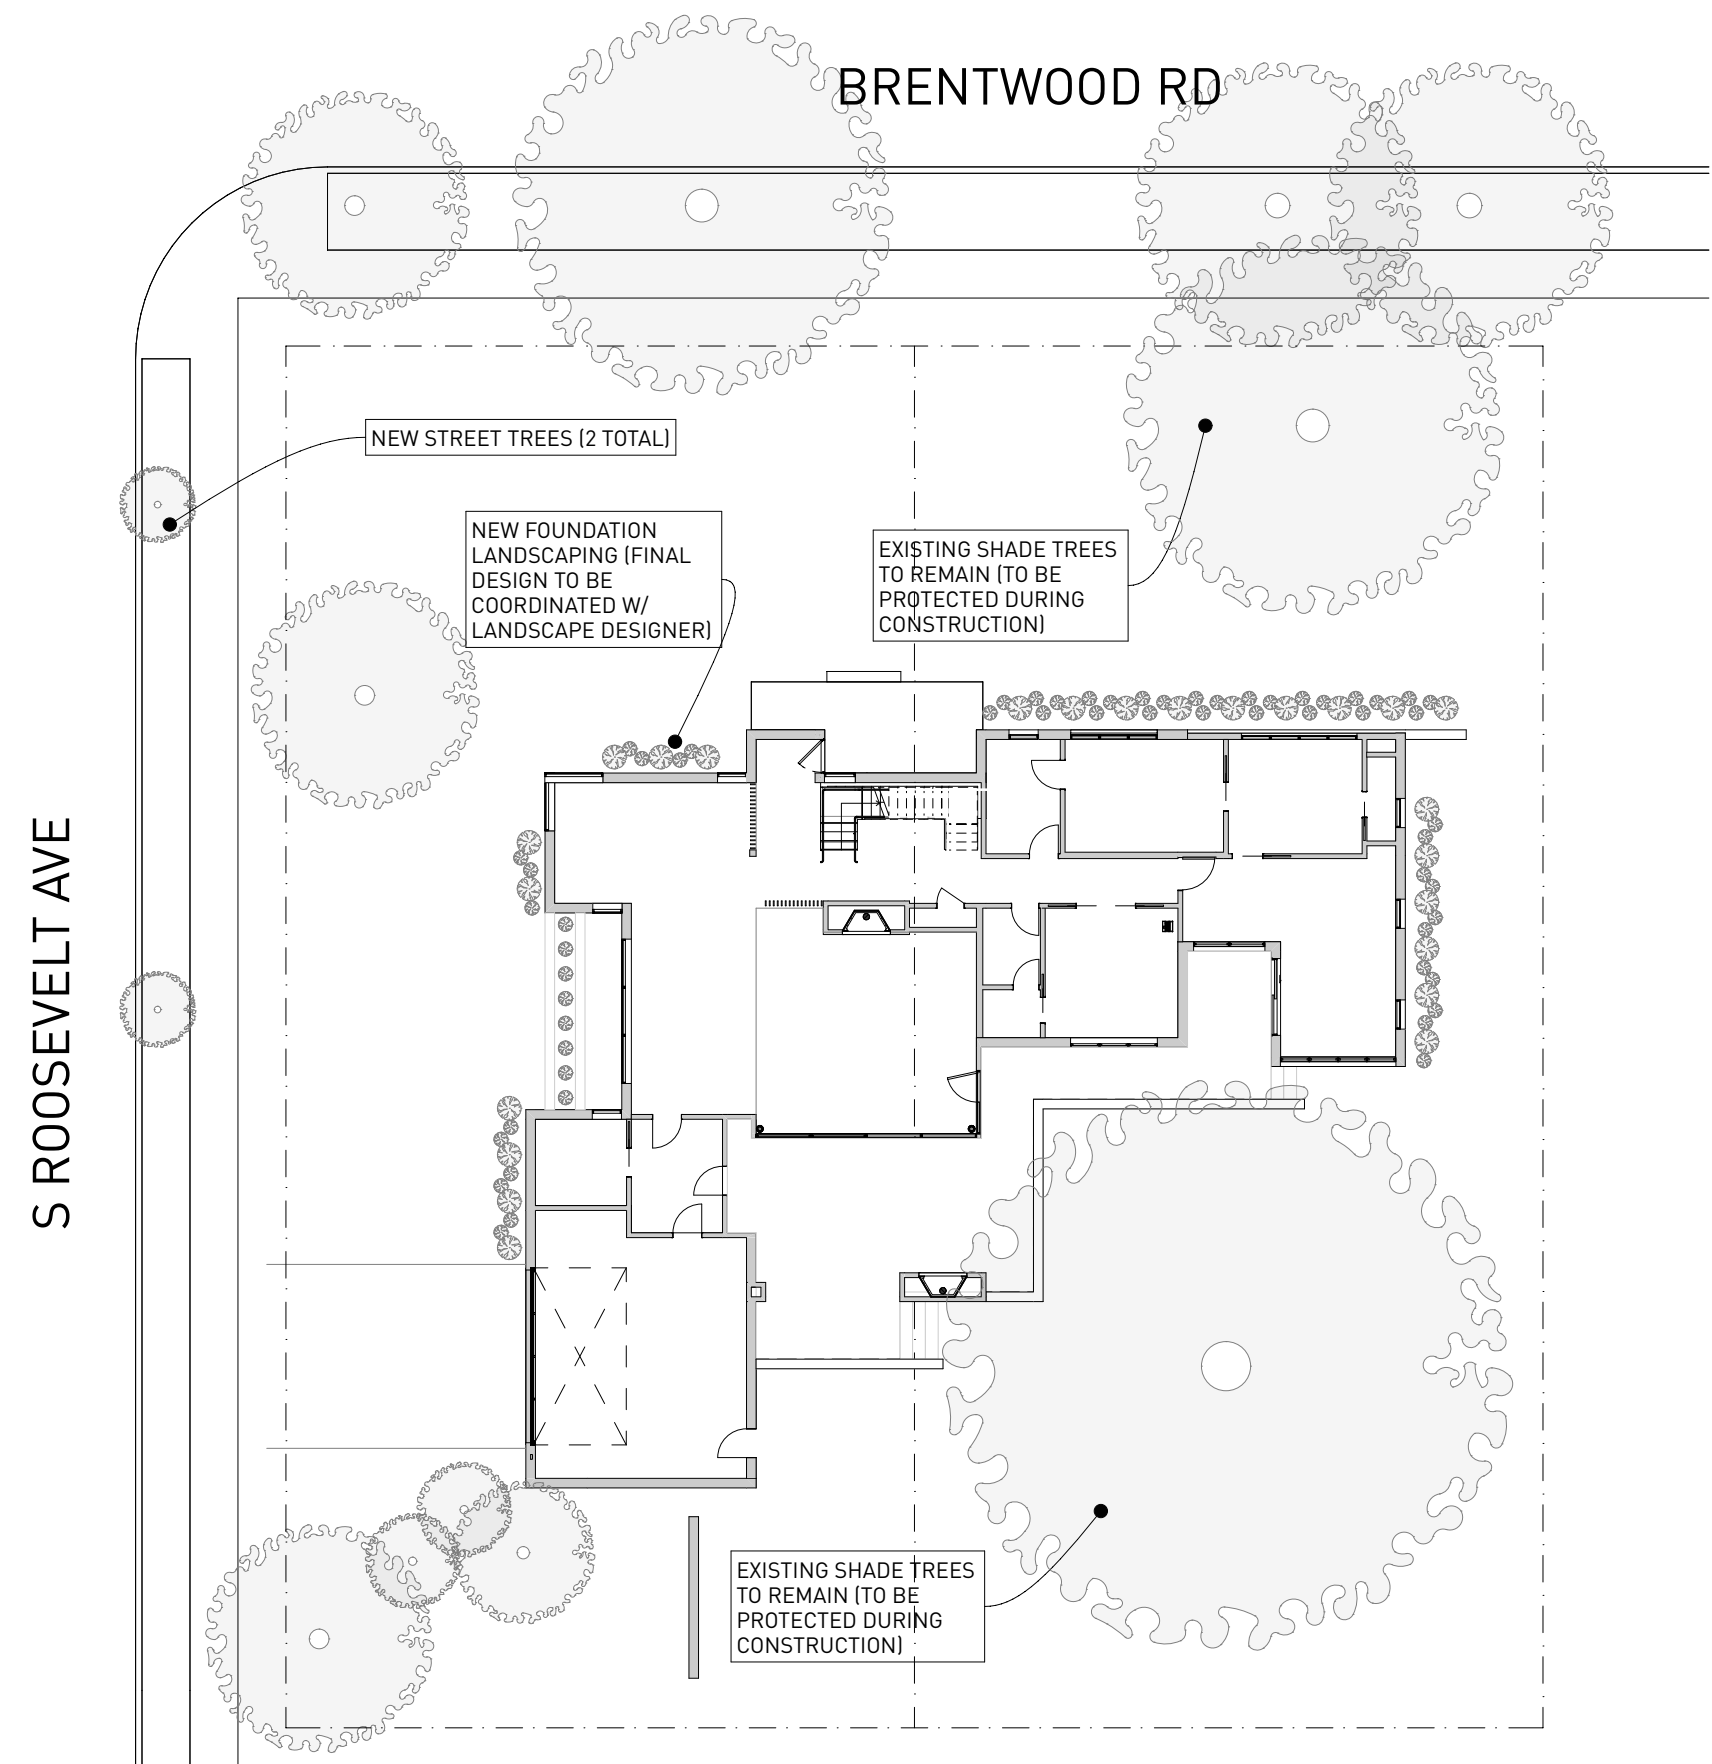 BRENTWOOD RD
NEW STREET TREES (2 TOTAL)
NEW FOUNDATION
LANDSCAPING (FINAL
DESIGN TO BE
COORDINATED W/
LANDSCAPE DESIGNER)
EXISTING SHADE TREES
TO REMAIN (TO BE
PROTECTED DURING
CONSTRUCTION)
S ROOSEVELT AVE
EXISTING SHADE TREES
TO REMAIN (TO BE
PROTECTED DURING
CONSTRUCTION)